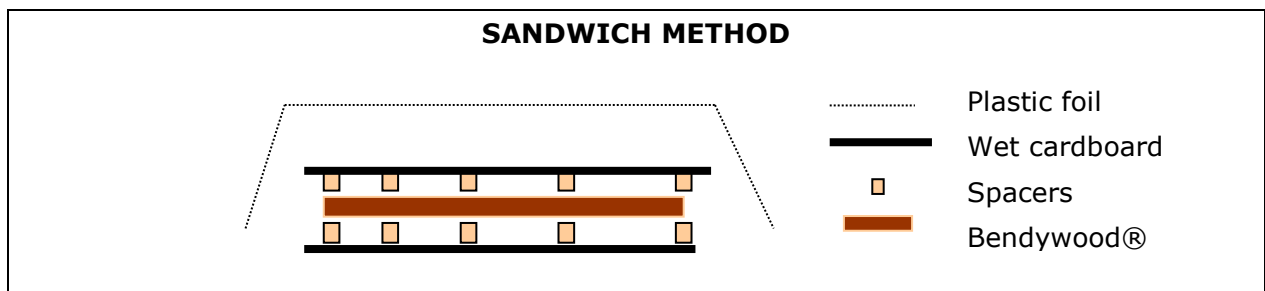 SANDWICH METHOD
Plastic foil
Wet cardboard
Spacers
Bendywood®